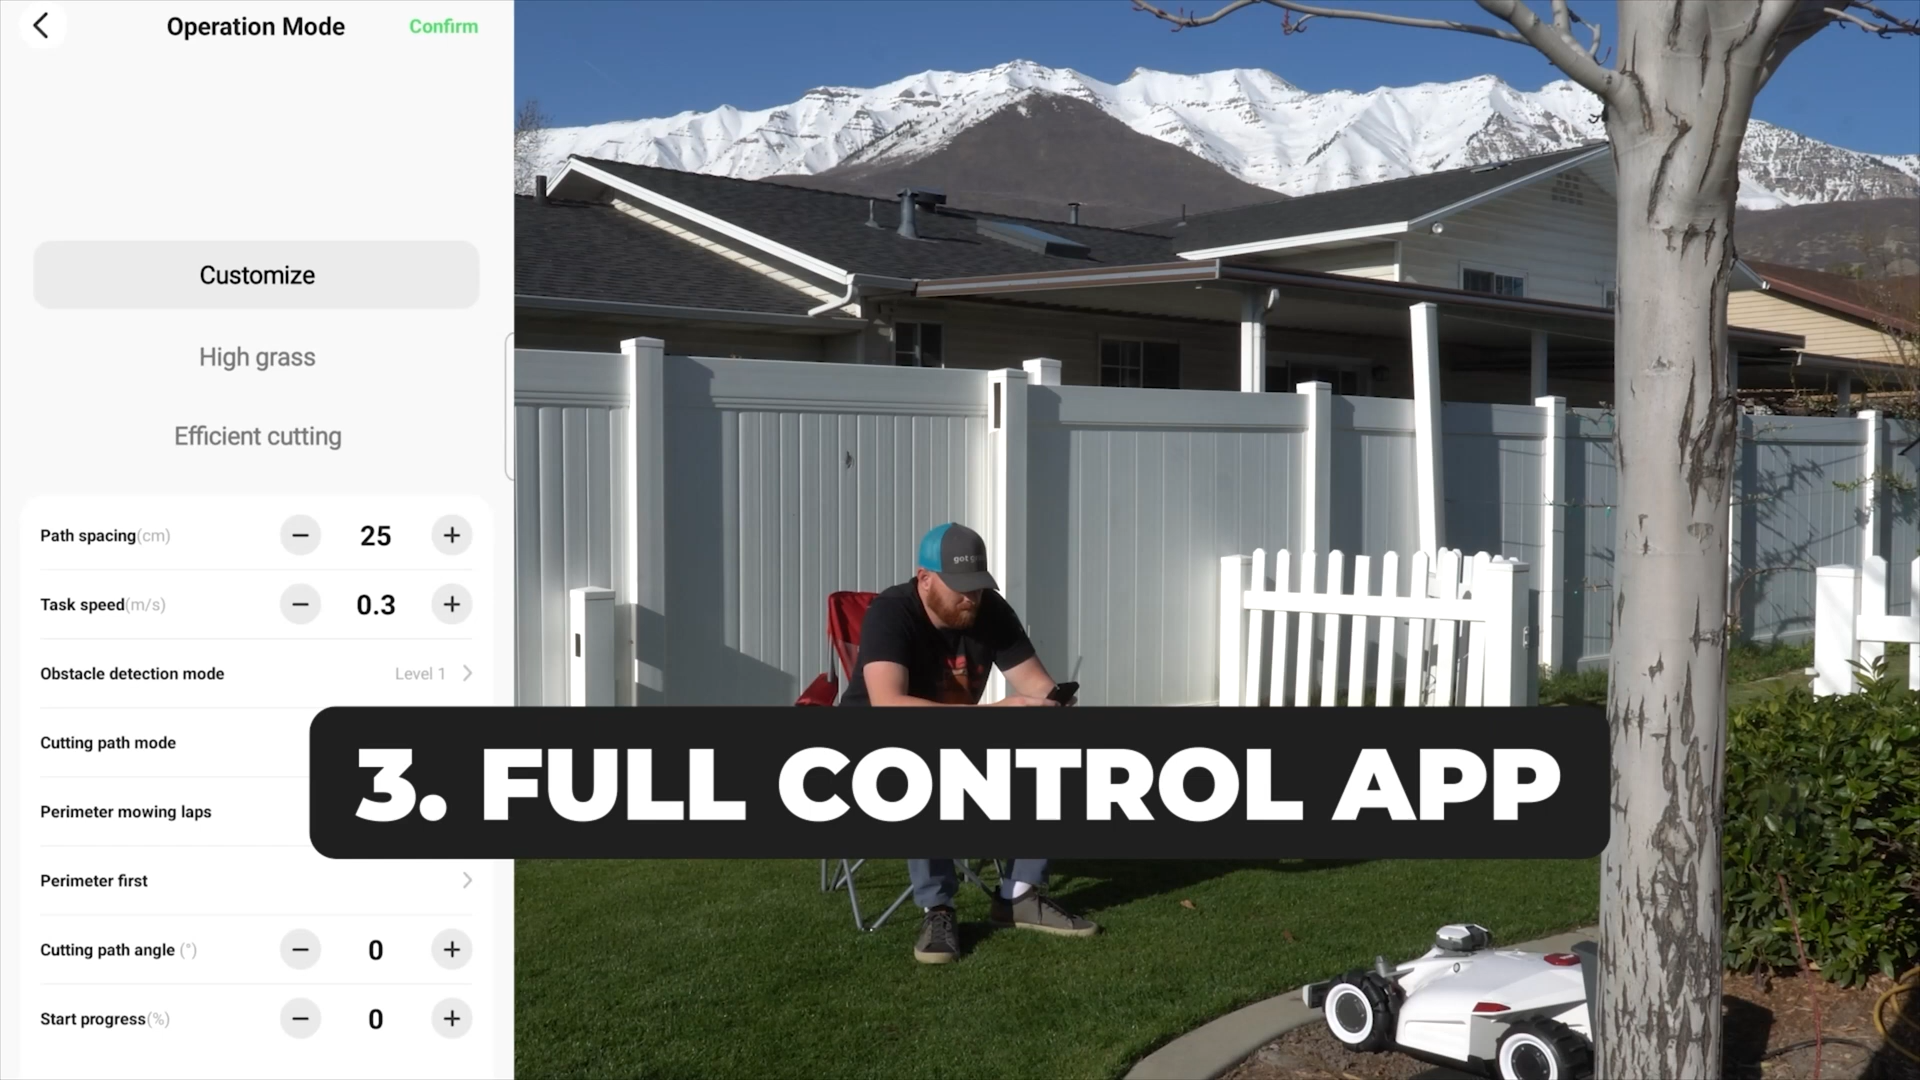 Operation Mode
Confirm
Customize
High grass
Efficient cutting
Path spacing(cm)
25
Task speed(m/s)
0.3
Obstacle detection mode
Level 1
Cutting path mode
Perimeter mowing laps
Perimeter first
Cutting path angle (°)
0
Start progress(%)
0
3. FULL CONTROL APP
got